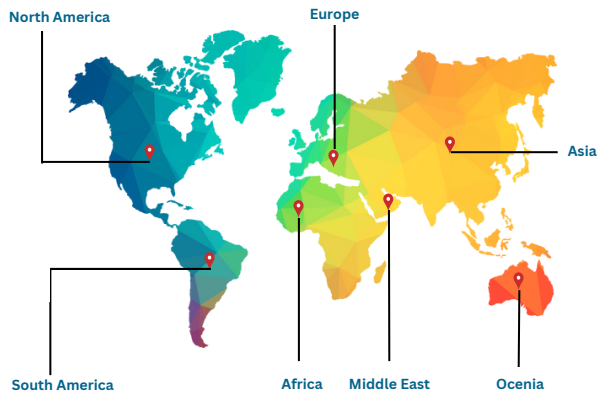 Europe
North America
Asia
South America
Africa
Middle East
Ocenia